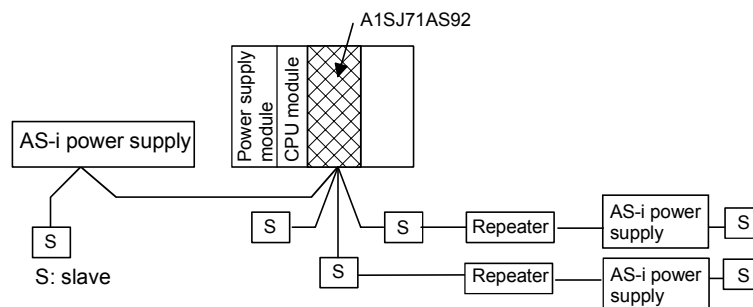 A1SJ71AS92
Power supply
module
CPU module
AS-i power supply
S
S: slave
S
S
S
Repeater
AS-i power
supply
S
Repeater
AS-i power
supply
S